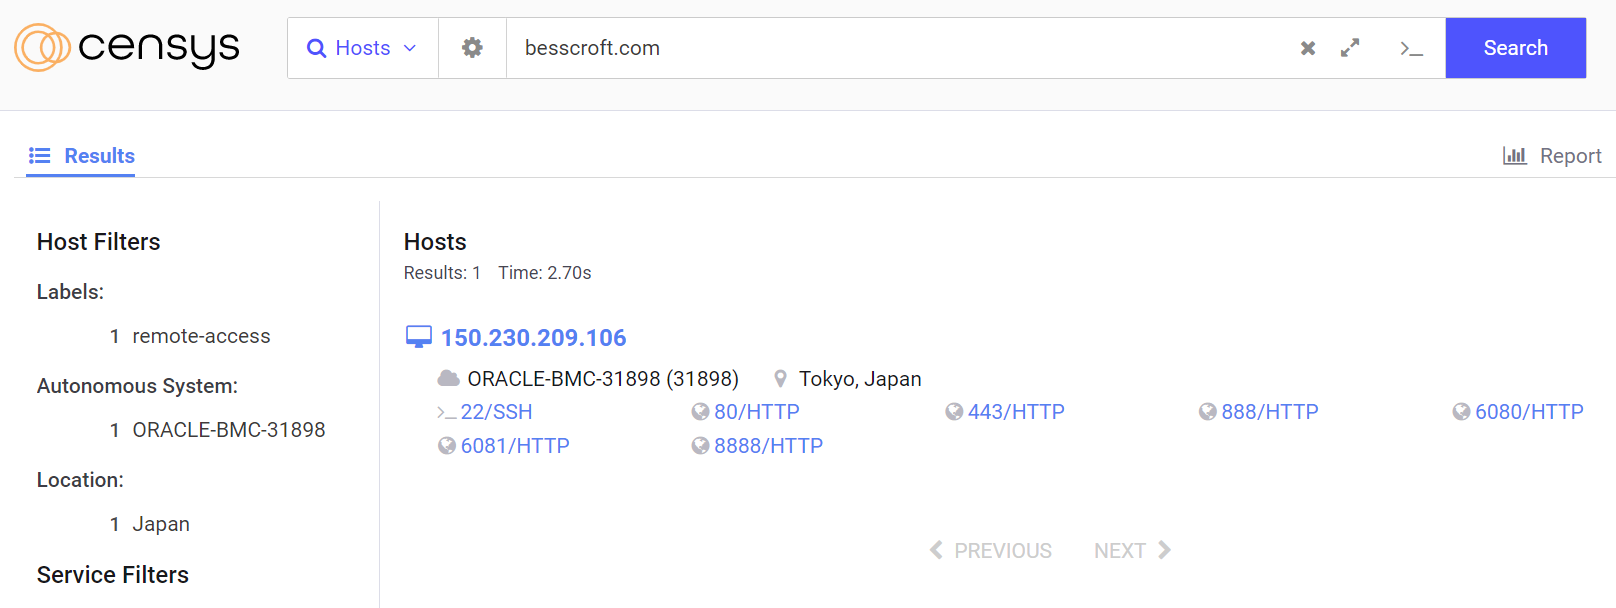 censys
Hosts
besscroft.com
Search
Results
Report
Host Filters
Labels:
1 remote-access
Autonomous System:
1 ORACLE-BMC-31898
Location:
1 Japan
Service Filters
Hosts
Results: 1 Time: 2.70s
150.230.209.106
ORACLE-BMC-31898 (31898) Tokyo, Japan
22/SSH 80/HTTP 443/HTTP 888/HTTP 6080/HTTP
6081/HTTP 8888/HTTP
PREVIOUS NEXT